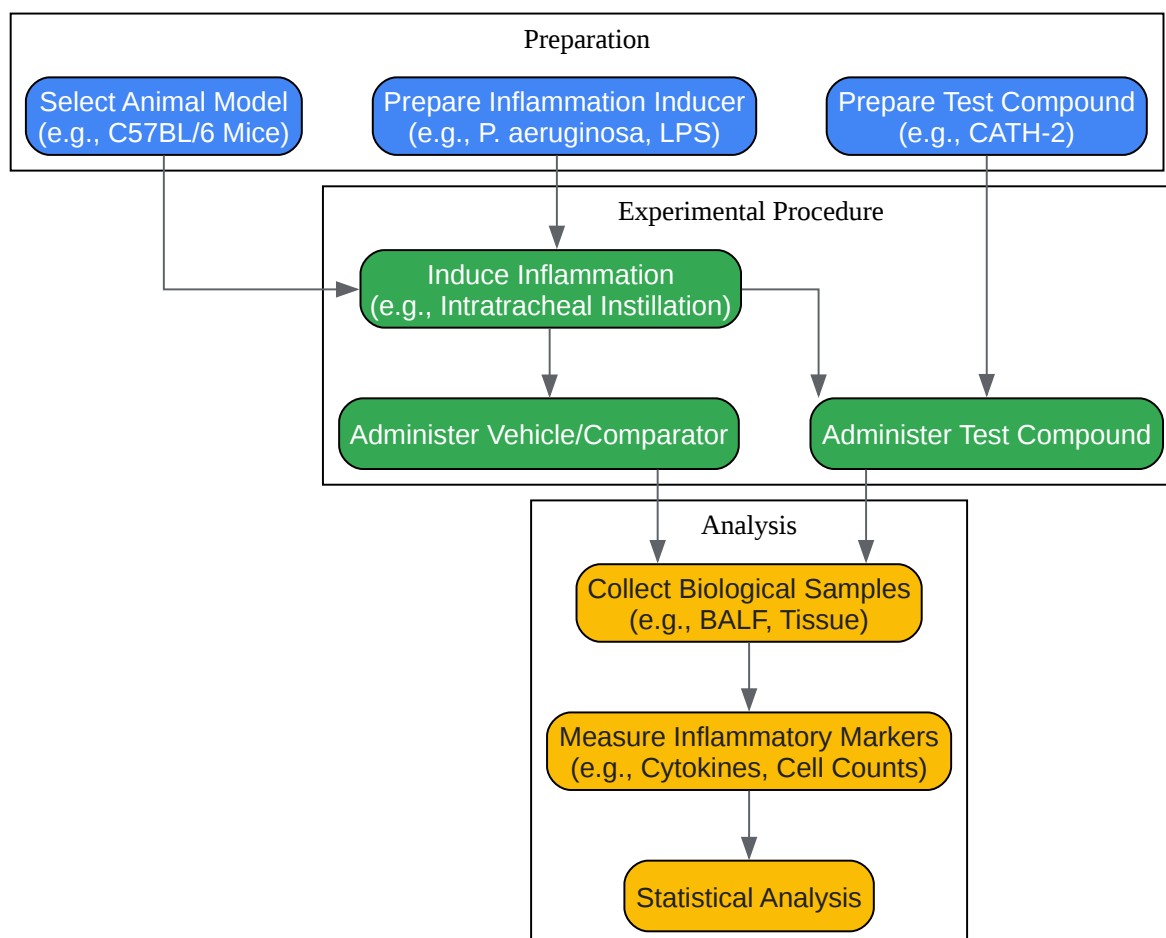 Preparation
Select Animal Model
(e.g., C57BL/6 Mice)
Prepare Inflammation Inducer
(e.g., P. aeruginosa, LPS)
Prepare Test Compound
(e.g., CATH-2)
Experimental Procedure
Induce Inflammation
(e.g., Intratracheal Instillation)
Administer Vehicle/Comparator
Administer Test Compound
Analysis
Collect Biological Samples
(e.g., BALF, Tissue)
Measure Inflammatory Markers
(e.g., Cytokines, Cell Counts)
Statistical Analysis